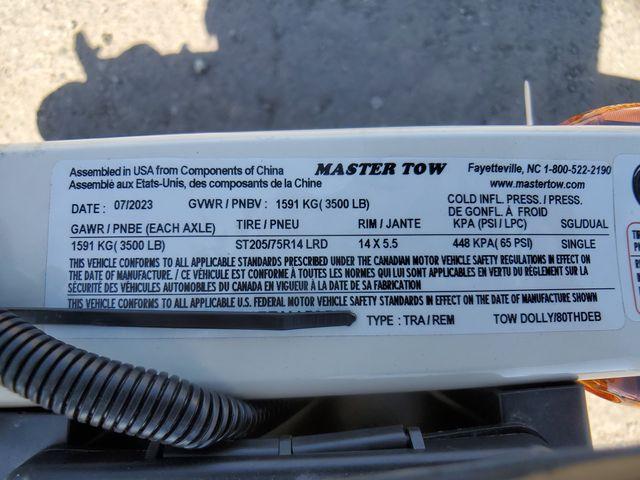 Assembled in USA from Components of China MASTER TOW Fayetteville, NC 1-800-522-2190
Assemblé aux Etats-Unis, des composants de la Chine www.mastertow.com
DATE : 07/2023 GVWR / PNBV : 1591 KG( 3500 LB) COLD INFL. PRESS. / PRESS. DE GONFL. À FROID
GAWR / PNBE (EACH AXLE) TIRE / PNEU RIM / JANTE KPA (PSI / LPC) SGL/DUAL
1591 KG( 3500 LB) ST205/75R14 LRD 14 X 5.5 448 KPA( 65 PSI) SINGLE
THIS VEHICLE CONFORMS TO ALL APPLICABLE STANDARDS PRESCRIBED UNDER THE CANADIAN MOTOR VEHICLE SAFETY REGULATIONS IN EFFECT ON
THE DATE OF MANUFACTURE. / CE VÉHICULE EST CONFORME À TOUTES LES NORMES QUI LUI SONT APPLICABLES EN VERTU DU RÈGLEMENT SUR LA
SÉCURITÉ DES VÉHICULES AUTOMOBILES DU CANADA EN VIGUEUR À LA DATE DE SA FABRICATION
THIS VEHICLE CONFORMS TO ALL APPLICABLE U.S. FEDERAL MOTOR VEHICLE SAFETY STANDARDS IN EFFECT ON THE DATE OF MANUFACTURE SHOWN
TYPE : TRA / REM TOW DOLLY/80THDEB